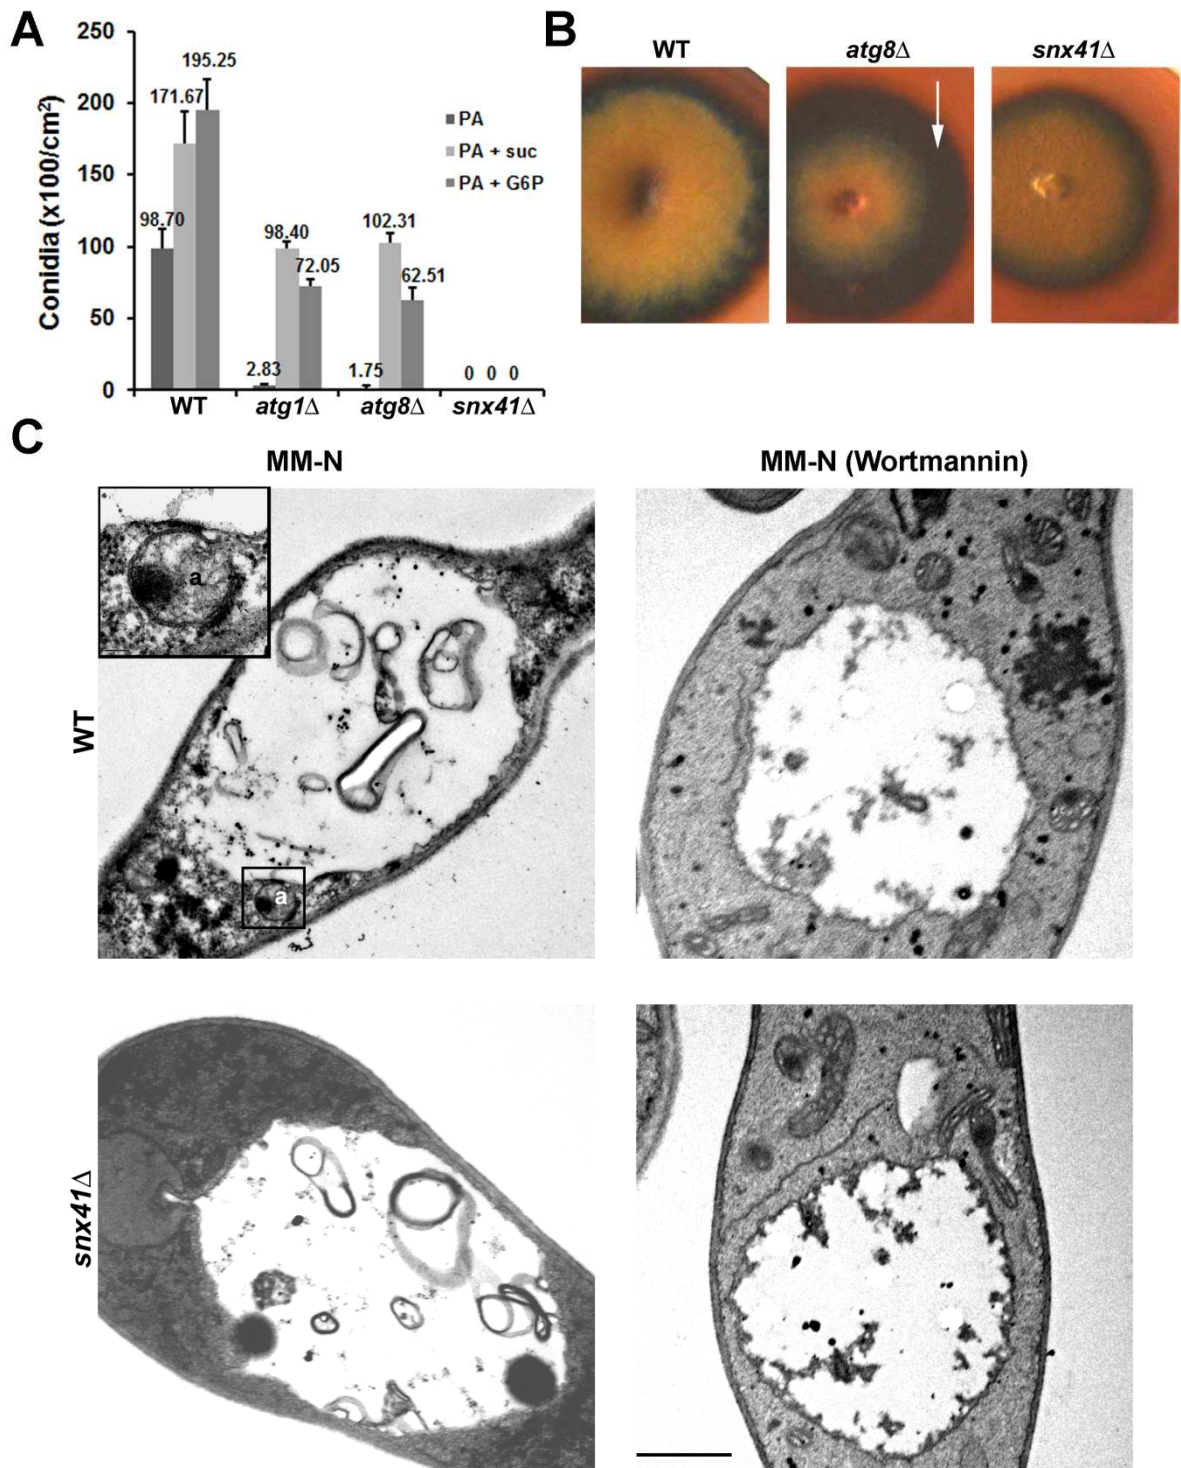 A
B
250
200
150
100
50
0
Conidia (x100/cm²)
98.70
171.67
195.25
2.83
98.40
72.05
1.75
102.31
62.51
0 0 0
PA
PA + suc
PA + G6P
WT
atg1Δ
atg8Δ
snx41Δ
WT
atg8Δ
snx41Δ
C
MM-N
MM-N (Wortmannin)
WT
a
a
snx41Δ